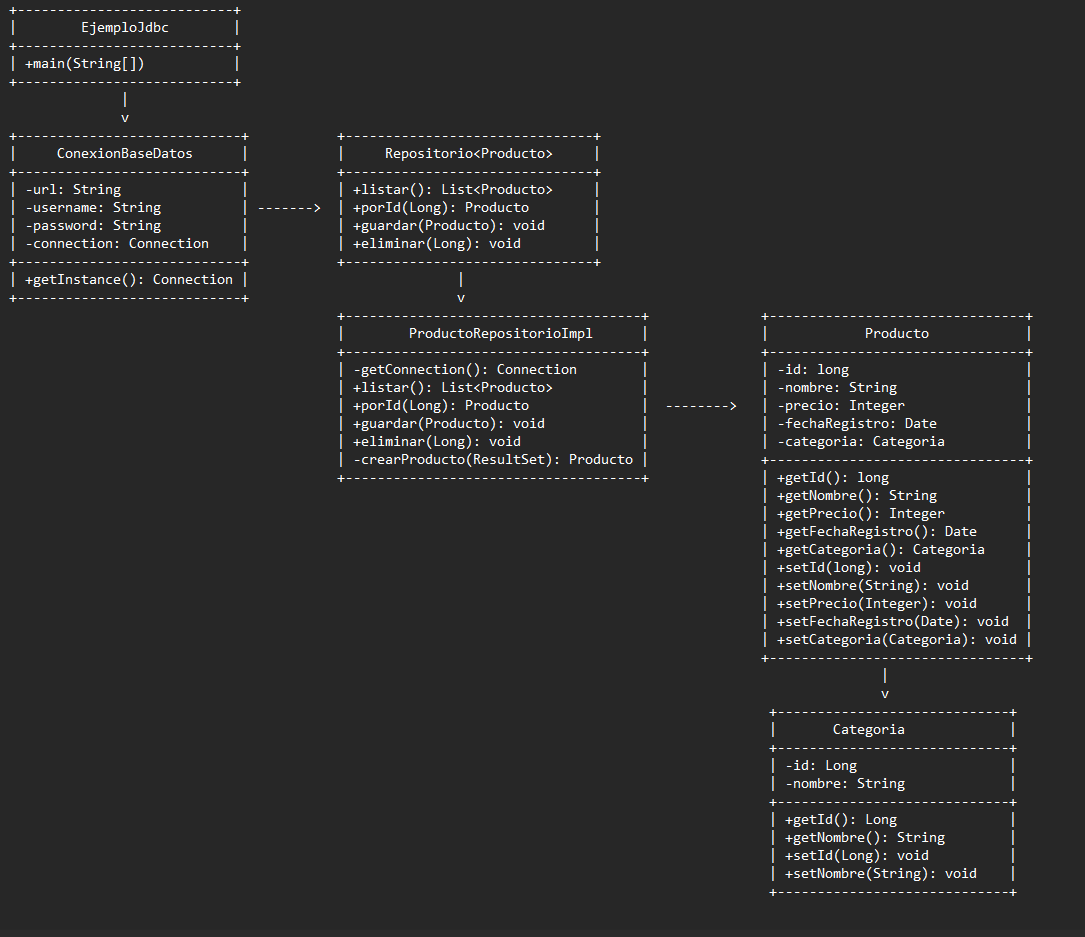 +---------------------------+
|        EjemploJdbc        |
+---------------------------+
| +main(String[])           |
+---------------------------+
              |
              v
+----------------------------+           +-------------------------------+
|     ConexionBaseDatos      |           |     Repositorio<Producto>     |
+----------------------------+           +-------------------------------+
| -url: String               |           | +listar(): List<Producto>     |
| -username: String          | ------->  | +porId(Long): Producto        |
| -password: String          |           | +guardar(Producto): void      |
| -connection: Connection    |           | +eliminar(Long): void         |
+----------------------------+           +-------------------------------+
| +getInstance(): Connection |                          |
+----------------------------+                          v
                                         +-------------------------------------+              +--------------------------------+
                                         |        ProductoRepositorioImpl      |              |            Producto            |
                                         +-------------------------------------+              +--------------------------------+
                                         | -getConnection(): Connection        |              | -id: long                      |
                                         | +listar(): List<Producto>           |              | -nombre: String                |
                                         | +porId(Long): Producto              |  -------->   | -precio: Integer               |
                                         | +guardar(Producto): void            |              | -fechaRegistro: Date           |
                                         | +eliminar(Long): void               |              | -categoria: Categoria          |
                                         | -crearProducto(ResultSet): Producto |              +--------------------------------+
                                         +-------------------------------------+              | +getId(): long                 |
                                                                                              | +getNombre(): String           |
                                                                                              | +getPrecio(): Integer          |
                                                                                              | +getFechaRegistro(): Date      |
                                                                                              | +getCategoria(): Categoria     |
                                                                                              | +setId(long): void             |
                                                                                              | +setNombre(String): void       |
                                                                                              | +setPrecio(Integer): void      |
                                                                                              | +setFechaRegistro(Date): void  |
                                                                                              | +setCategoria(Categoria): void |
                                                                                              +--------------------------------+
                                                                                                             |
                                                                                                             v
                                                                                               +-----------------------------+
                                                                                               |       Categoria             |
                                                                                               +-----------------------------+
                                                                                               | -id: Long                   |
                                                                                               | -nombre: String             |
                                                                                               +-----------------------------+
                                                                                               | +getId(): Long              |
                                                                                               | +getNombre(): String        |
                                                                                               | +setId(Long): void          |
                                                                                               | +setNombre(String): void    |
                                                                                               +-----------------------------+